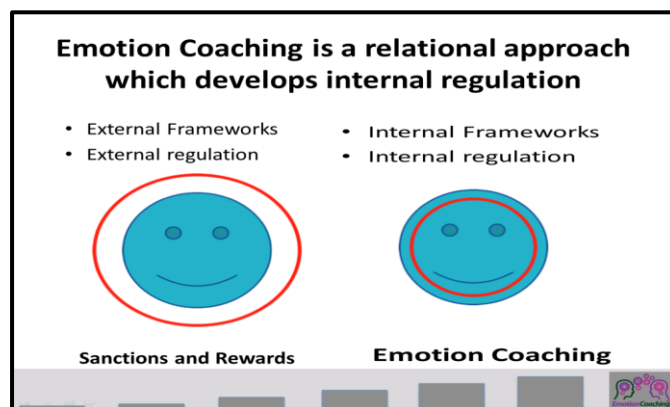 Emotion Coaching is a relational approach
which develops internal regulation
• External Frameworks
• External regulation
• Internal Frameworks
• Internal regulation
Sanctions and Rewards
Emotion Coaching
EmotionCoaching